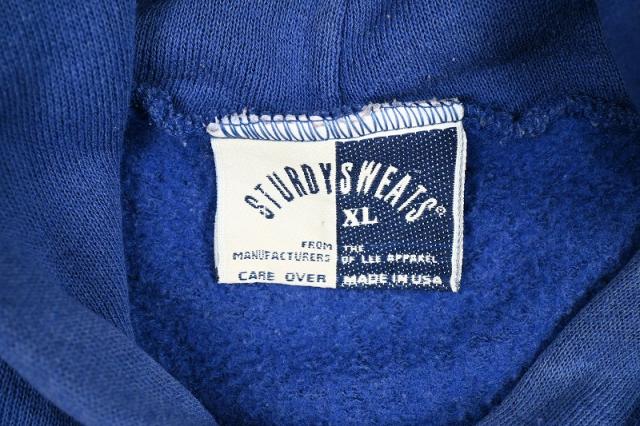 STURDY SWEATS®
XL
FROM THE
MANUFACTURERS OF LEE APPAREL
CARE OVER MADE IN USA